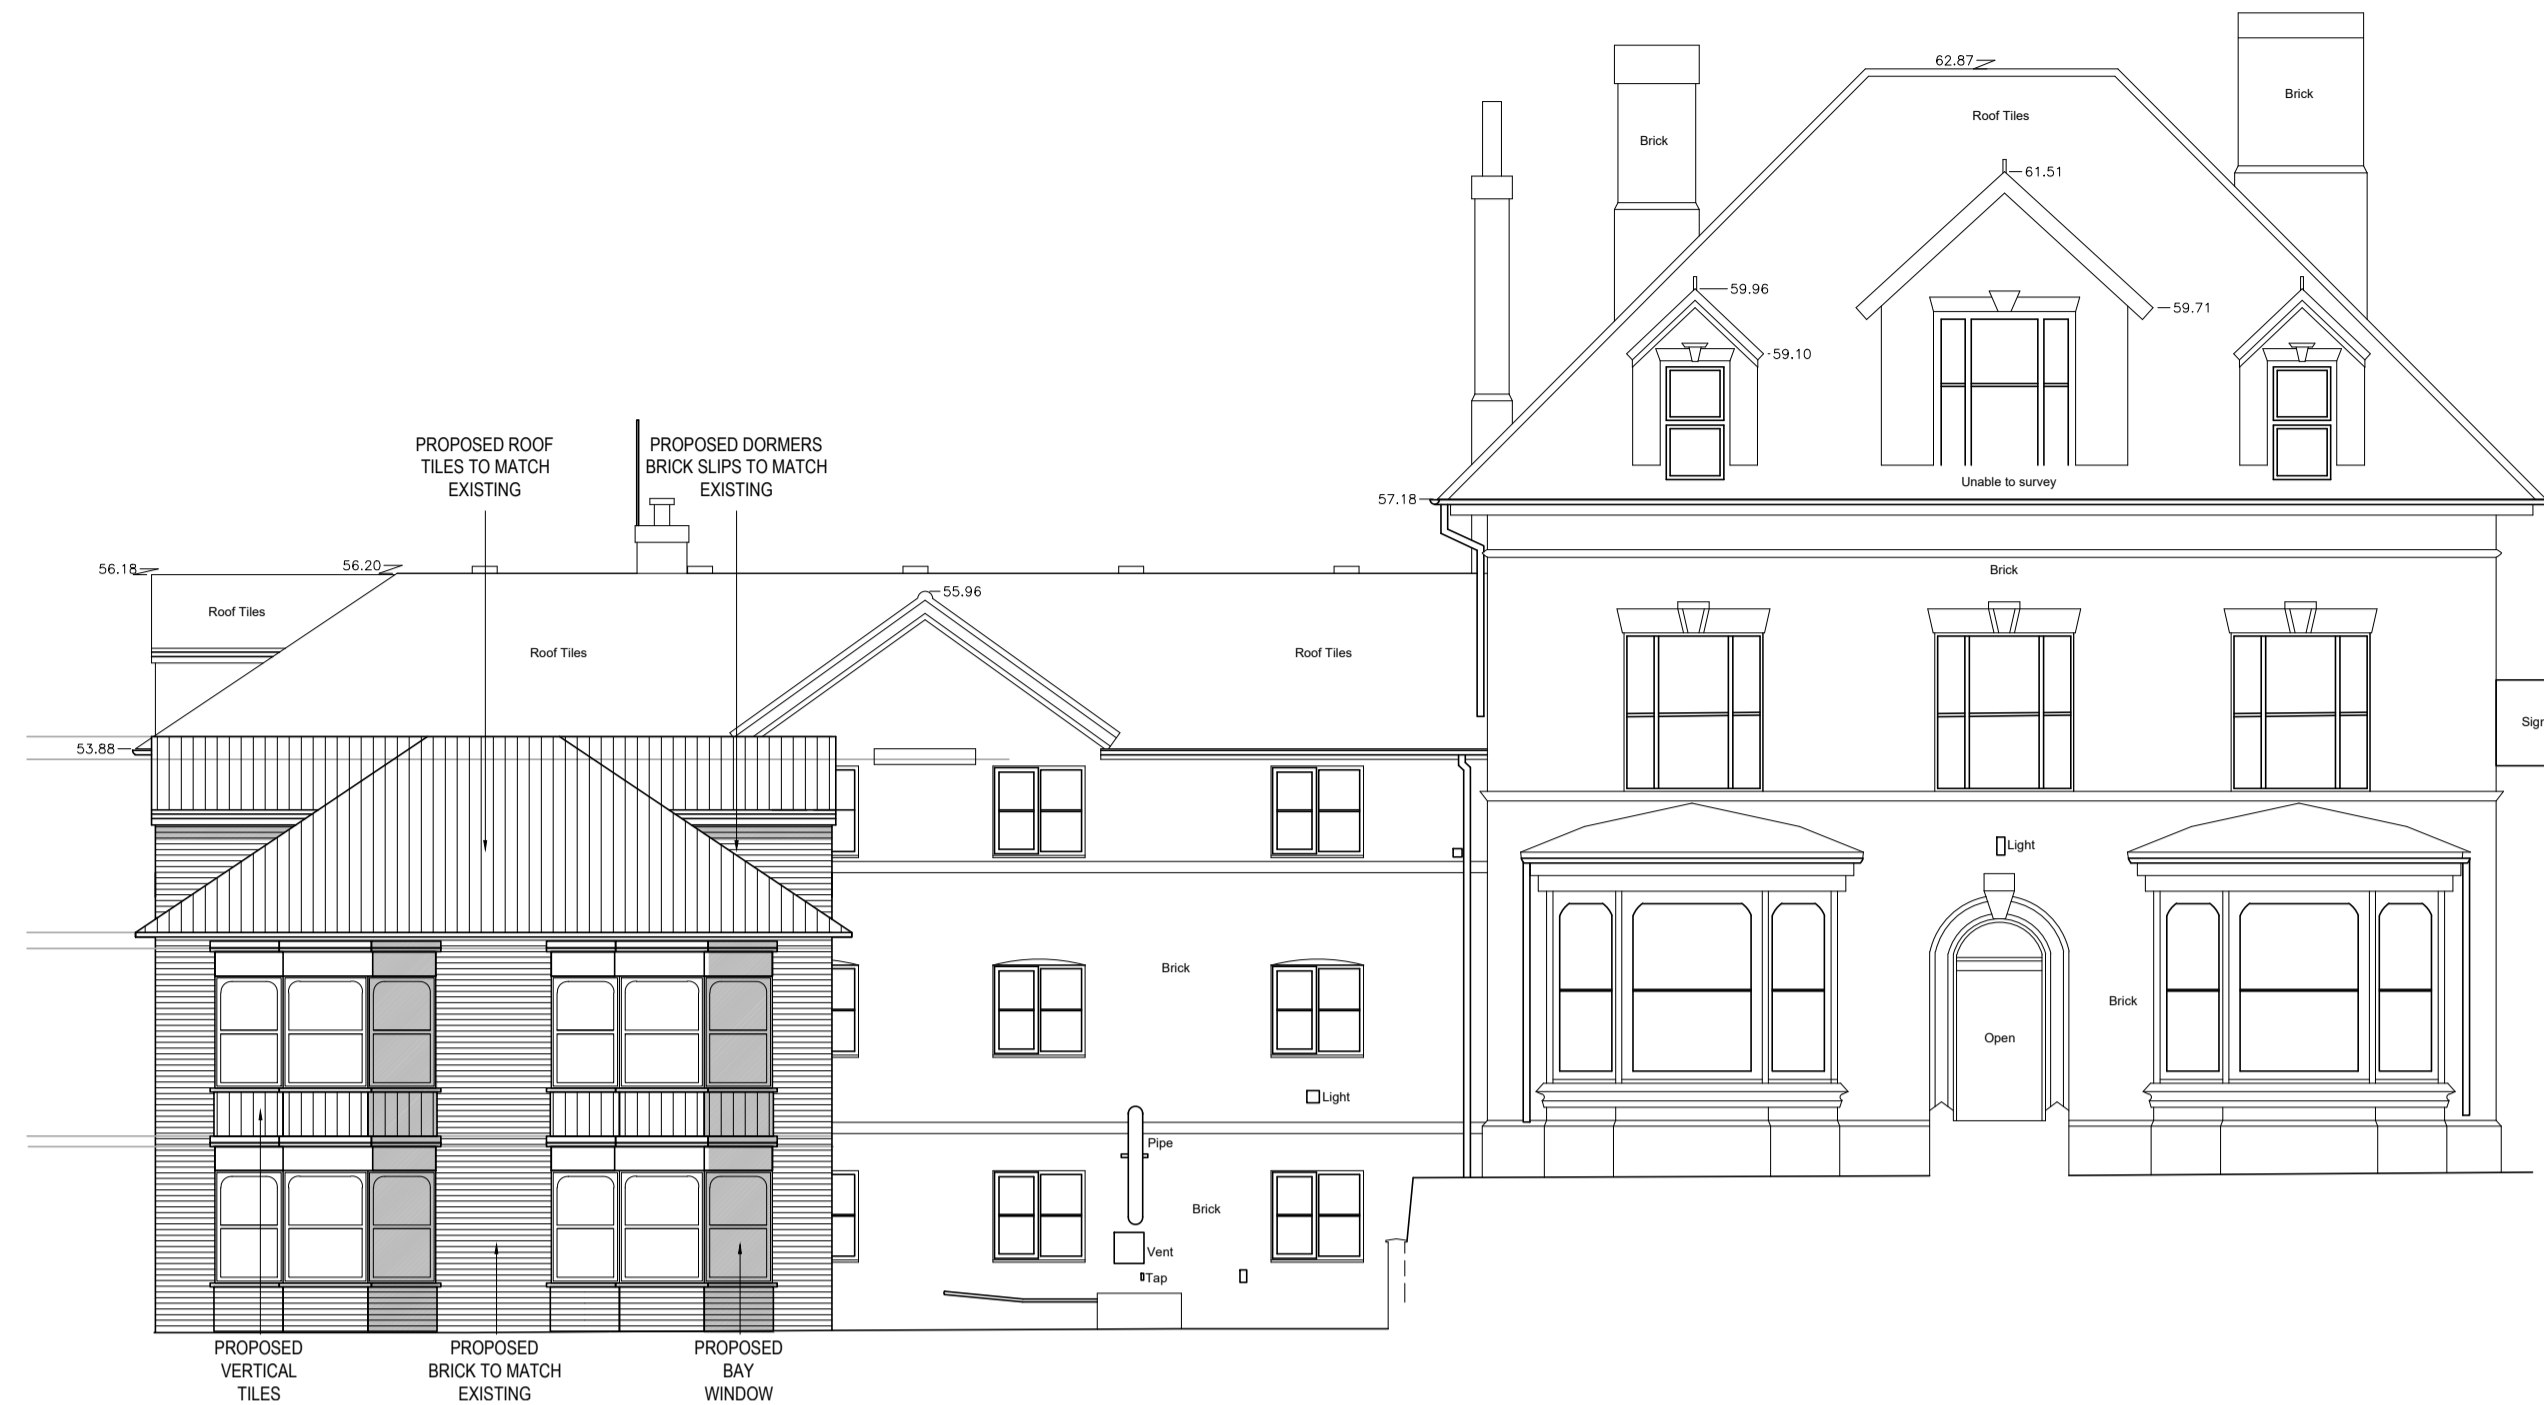 62.87
Brick
Roof Tiles
Brick
61.51
59.96
59.71
59.10
PROPOSED ROOF
TILES TO MATCH
EXISTING
PROPOSED DORMERS
BRICK SLIPS TO MATCH
EXISTING
Unable to survey
57.18
56.18
56.20
55.96
Brick
Roof Tiles
Roof Tiles
Roof Tiles
Sign
53.88
Light
Brick
Brick
Open
Light
Pipe
Brick
Vent
Tap
PROPOSED
VERTICAL
TILES
PROPOSED
BRICK TO MATCH
EXISTING
PROPOSED
BAY
WINDOW